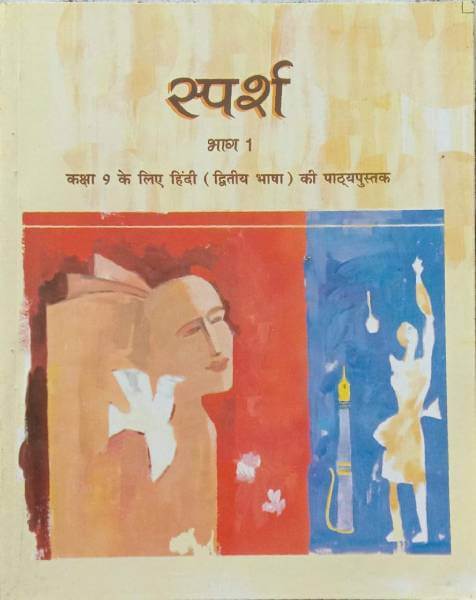 स्पर्श
भाग 1
कक्षा 9 के लिए हिंदी ( द्वितीय भाषा ) की पाठ्यपुस्तक